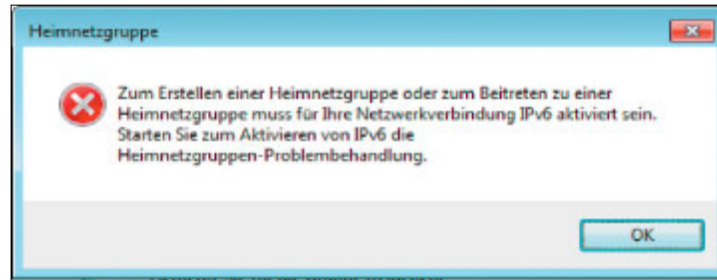 Heimnetzgruppe
Zum Erstellen einer Heimnetzgruppe oder zum Beitreten zu einer
Heimnetzgruppe muss für Ihre Netzwerkverbindung IPv6 aktiviert sein.
Starten Sie zum Aktivieren von IPv6 die
Heimnetzgruppen-Problembehandlung.
OK